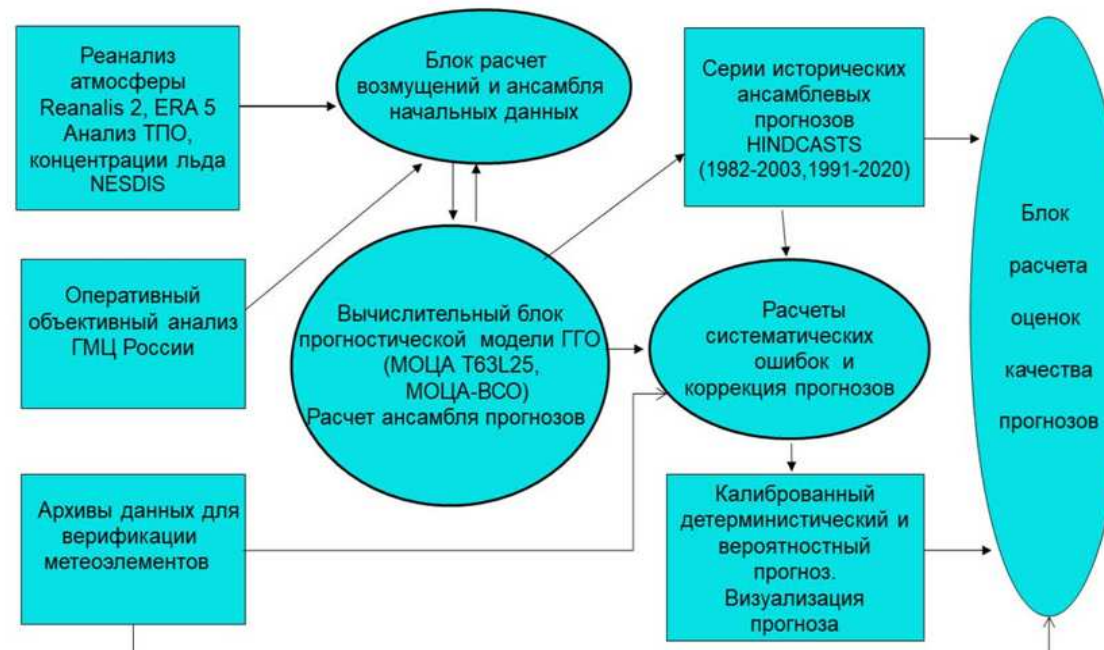 Реанализ
атмосферы
Reanalis 2, ERA 5
Анализ ТПО,
концентрации льда
NESDIS
Блок расчет
возмущений и ансамбля
начальных данных
Серии исторических
ансамблевых
прогнозов
HINDCASTS
(1982-2003,1991-2020)
Блок
расчета
оценок
качества
прогнозов
Оперативный
объективный анализ
ГМЦ России
Вычислительный блок
прогностической модели ГГО
(МОЦА T63L25,
МОЦА-ВСО)
Расчет ансамбля прогнозов
Расчеты
систематических
ошибок и
коррекция прогнозов
Архивы данных для
верификации
метеоэлементов
Калиброванный
детерминистический и
вероятностный
прогноз.
Визуализация
прогноза